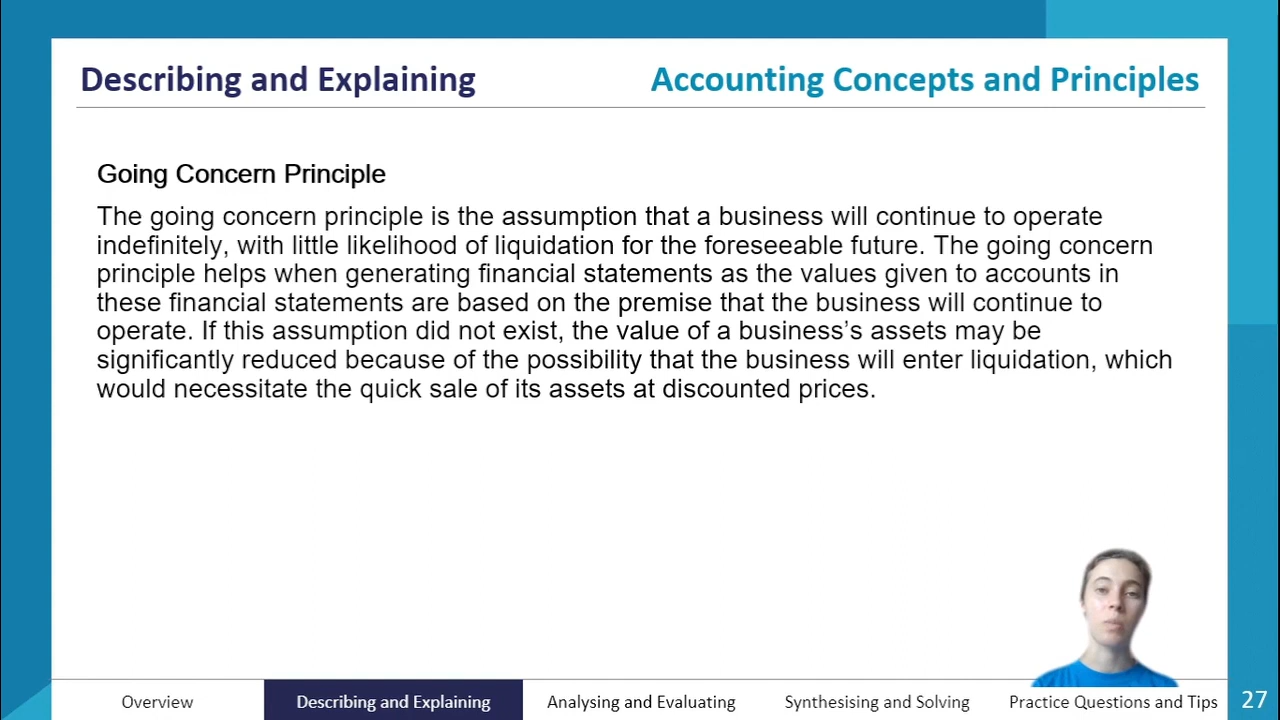 Describing and Explaining
Accounting Concepts and Principles
Going Concern Principle
The going concern principle is the assumption that a business will continue to operate
indefinitely, with little likelihood of liquidation for the foreseeable future. The going concern
principle helps when generating financial statements as the values given to accounts in
these financial statements are based on the premise that the business will continue to
operate. If this assumption did not exist, the value of a business’s assets may be
significantly reduced because of the possibility that the business will enter liquidation, which
would necessitate the quick sale of its assets at discounted prices.
Overview
Describing and Explaining
Analysing and Evaluating
Synthesising and Solving
Practice Questions and Tips
27